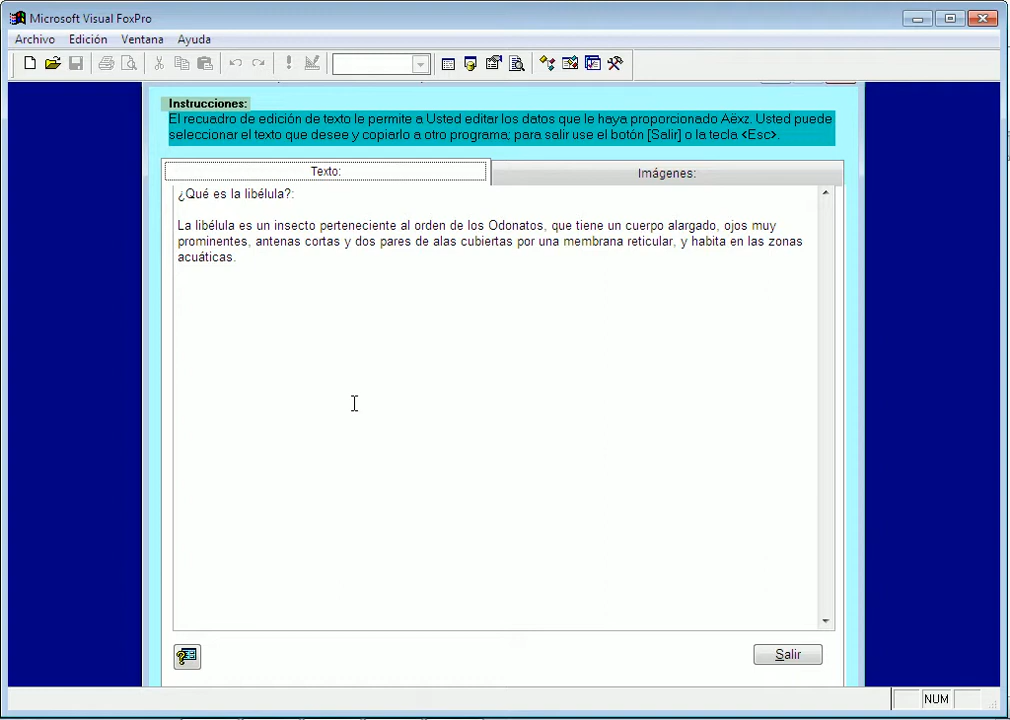 Microsoft Visual FoxPro
Archivo Edición Ventana Ayuda
Instrucciones:
El recuadro de edición de texto le permite a Usted editar los datos que le haya proporcionado Aëxz. Usted puede
seleccionar el texto que desee y copiarlo a otro programa; para salir use el botón [Salir] o la tecla <Esc>.
Texto:
Imágenes:
¿Qué es la libélula?:
La libélula es un insecto perteneciente al orden de los Odonatos, que tiene un cuerpo alargado, ojos muy
prominentes, antenas cortas y dos pares de alas cubiertas por una membrana reticular, y habita en las zonas
acuáticas.
Salir
NUM